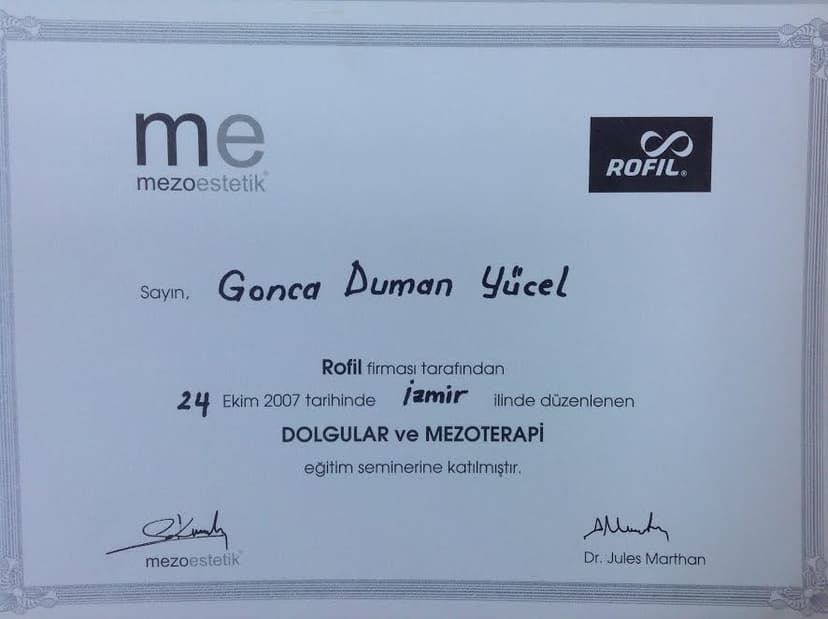 me
mezoestetik®
ROFIL®
Sayın, Gonca Duman Yücel
Rofil firması tarafından
24 Ekim 2007 tarihinde İzmir ilinde düzenlenen
DOLGULAR ve MEZOTERAPİ
eğitim seminerine katılmıştır.
mezoestetik®
Dr. Jules Marthan